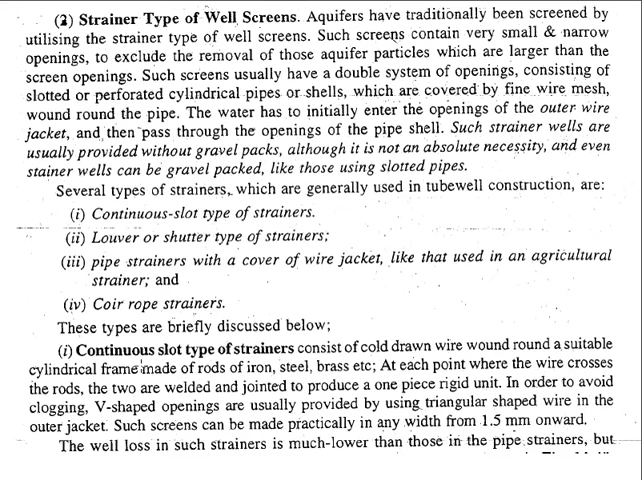 (2) Strainer Type of Well Screens. Aquifers have traditionally been screened by
utilising the strainer type of well screens. Such screens contain very small & narrow
openings, to exclude the removal of those aquifer particles which are larger than the
screen openings. Such screens usually have a double system of openings, consisting of
slotted or perforated cylindrical pipes or shells, which are covered by fine wire mesh,
wound round the pipe. The water has to initially enter the openings of the outer wire
jacket, and then pass through the openings of the pipe shell. Such strainer wells are
usually provided without gravel packs, although it is not an absolute necessity, and even
stainer wells can be gravel packed, like those using slotted pipes.
Several types of strainers, which are generally used in tubewell construction, are:
(i) Continuous-slot type of strainers.
(ii) Louver or shutter type of strainers;
(iii) pipe strainers with a cover of wire jacket, like that used in an agricultural
strainer; and
(iv) Coir rope strainers.
These types are briefly discussed below;
(i) Continuous slot type of strainers consist of cold drawn wire wound round a suitable
cylindrical frame made of rods of iron, steel, brass etc; At each point where the wire crosses
the rods, the two are welded and jointed to produce a one piece rigid unit. In order to avoid
clogging, V-shaped openings are usually provided by using triangular shaped wire in the
outer jacket. Such screens can be made practically in any width from 1.5 mm onward.
The well loss in such strainers is much-lower than those in the pipe strainers, but